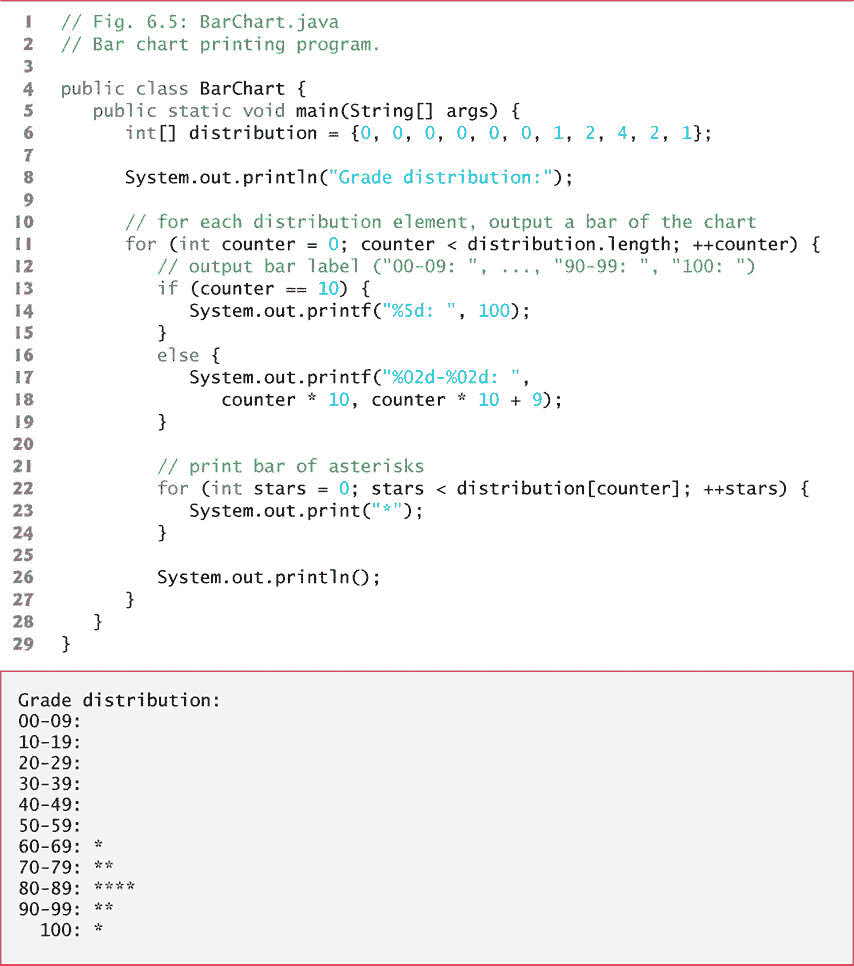 1 // Fig. 6.5: BarChart.java
2 // Bar chart printing program.
3
4 public class BarChart {
5    public static void main(String[] args) {
6       int[] distribution = {0, 0, 0, 0, 0, 0, 1, 2, 4, 2, 1};
7
8       System.out.println("Grade distribution:");
9
10       // for each distribution element, output a bar of the chart
11       for (int counter = 0; counter < distribution.length; ++counter) {
12          // output bar label ("00-09: ", ..., "90-99: ", "100: ")
13          if (counter == 10) {
14             System.out.printf("%5d: ", 100);
15          }
16          else {
17             System.out.printf("%02d-%02d: ",
18                counter * 10, counter * 10 + 9);
19          }
20
21          // print bar of asterisks
22          for (int stars = 0; stars < distribution[counter]; ++stars) {
23             System.out.print("*");
24          }
25
26          System.out.println();
27       }
28    }
29 }
Grade distribution:
00-09:
10-19:
20-29:
30-39:
40-49:
50-59:
60-69: *
70-79: **
80-89: ****
90-99: **
  100: *